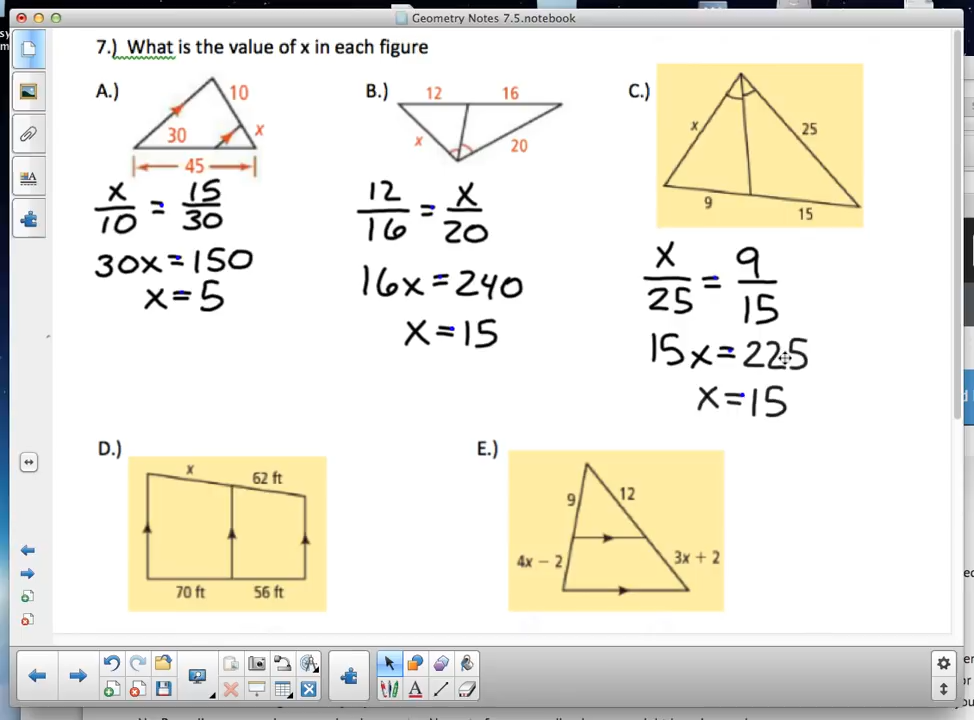 Geometry Notes 7.5.notebook
7.) What is the value of x in each figure
A.)
10
30
x
45
x/10 = 15/30
30x = 150
x = 5
B.)
12 16
x 20
12/16 = x/20
16x = 240
x = 15
C.)
x 25
9 15
x/25 = 9/15
15x = 225
x = 15
D.)
x 62 ft
70 ft 56 ft
E.)
9 12
4x − 2 3x + 2